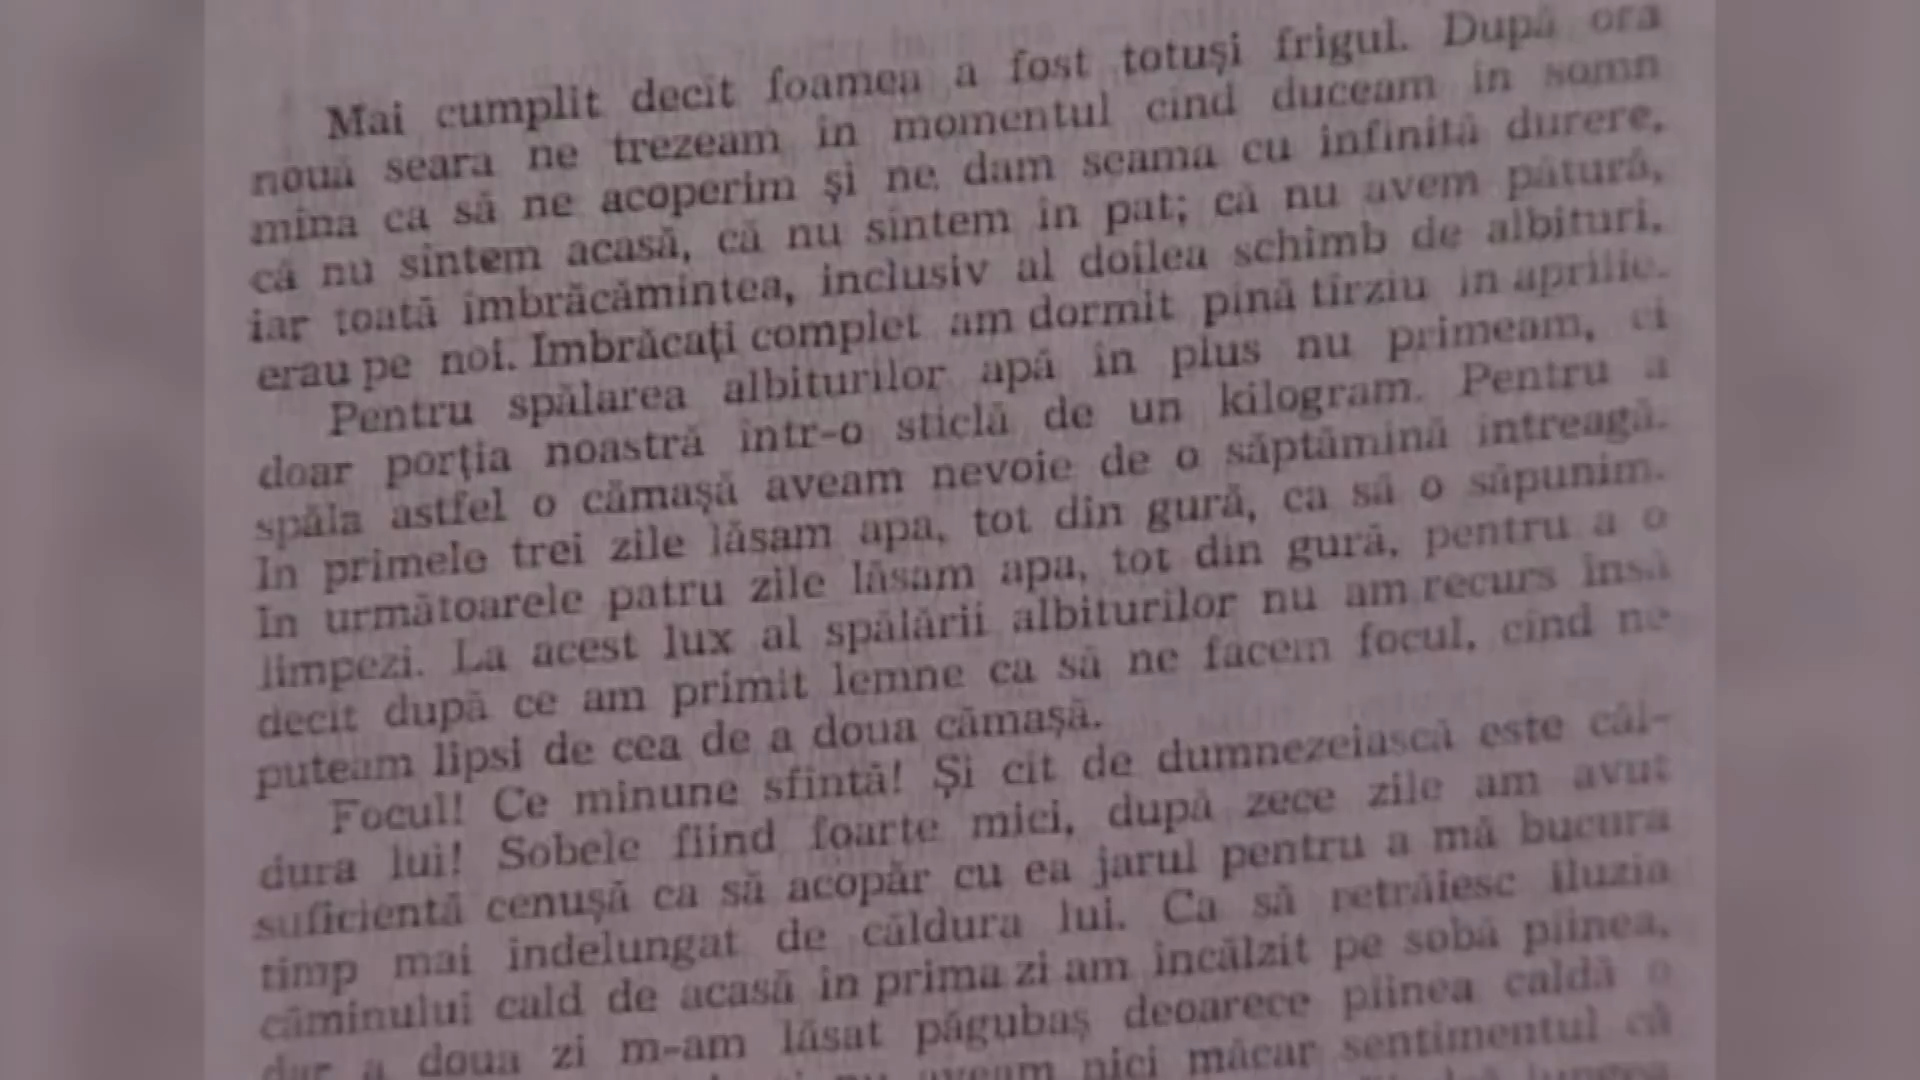 Mai cumplit decît foamea a fost totuşi frigul. După ora
nouă seara ne trezeam în momentul cînd duceam în somn
mîna ca să ne acoperim şi ne dam seama cu infinită durere,
că nu sîntem acasă, că nu sîntem în pat; că nu avem pătură,
iar toată îmbrăcămintea, inclusiv al doilea schimb de albituri,
erau pe noi. Îmbrăcaţi complet am dormit pînă tîrziu în aprilie.
Pentru spălarea albiturilor apă în plus nu primeam, ci
doar porţia noastră într-o sticlă de un kilogram. Pentru a
spăla astfel o cămaşă aveam nevoie de o săptămînă întreagă.
În primele trei zile lăsam apa, tot din gură, ca să o săpunim.
În următoarele patru zile lăsam apa, tot din gură, pentru a o
limpezi. La acest lux al spălării albiturilor nu am recurs însă
decît după ce am primit lemne ca să ne facem focul, cînd ne
puteam lipsi de cea de a doua cămaşă.
Focul! Ce minune sfîntă! Şi cît de dumnezeiască este căl-
dura lui! Sobele fiind foarte mici, după zece zile am avut
suficientă cenuşă ca să acopăr cu ea jarul pentru a mă bucura
timp mai îndelungat de căldura lui. Ca să retrăiesc iluzia
căminului cald de acasă în prima zi am încălzit pe sobă pîinea,
dar a doua zi m-am lăsat păgubaş deoarece pîinea caldă o
aveam nici măcar sentimentul că